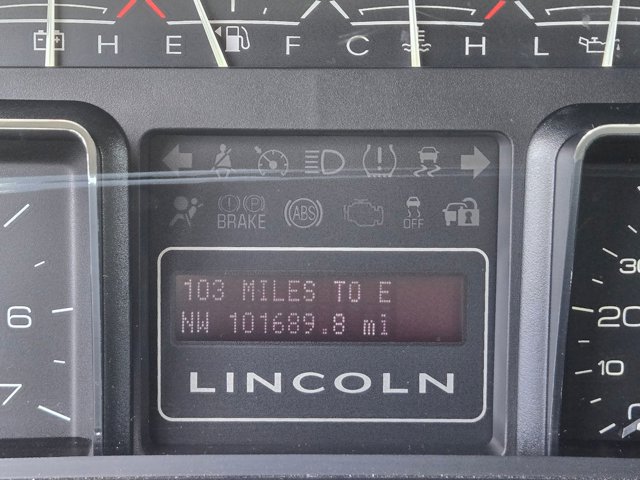 H E F C H L
BRAKE ABS OFF
103 MILES TO E
NW 101689.8 mi
LINCOLN
6
7
30
20
10